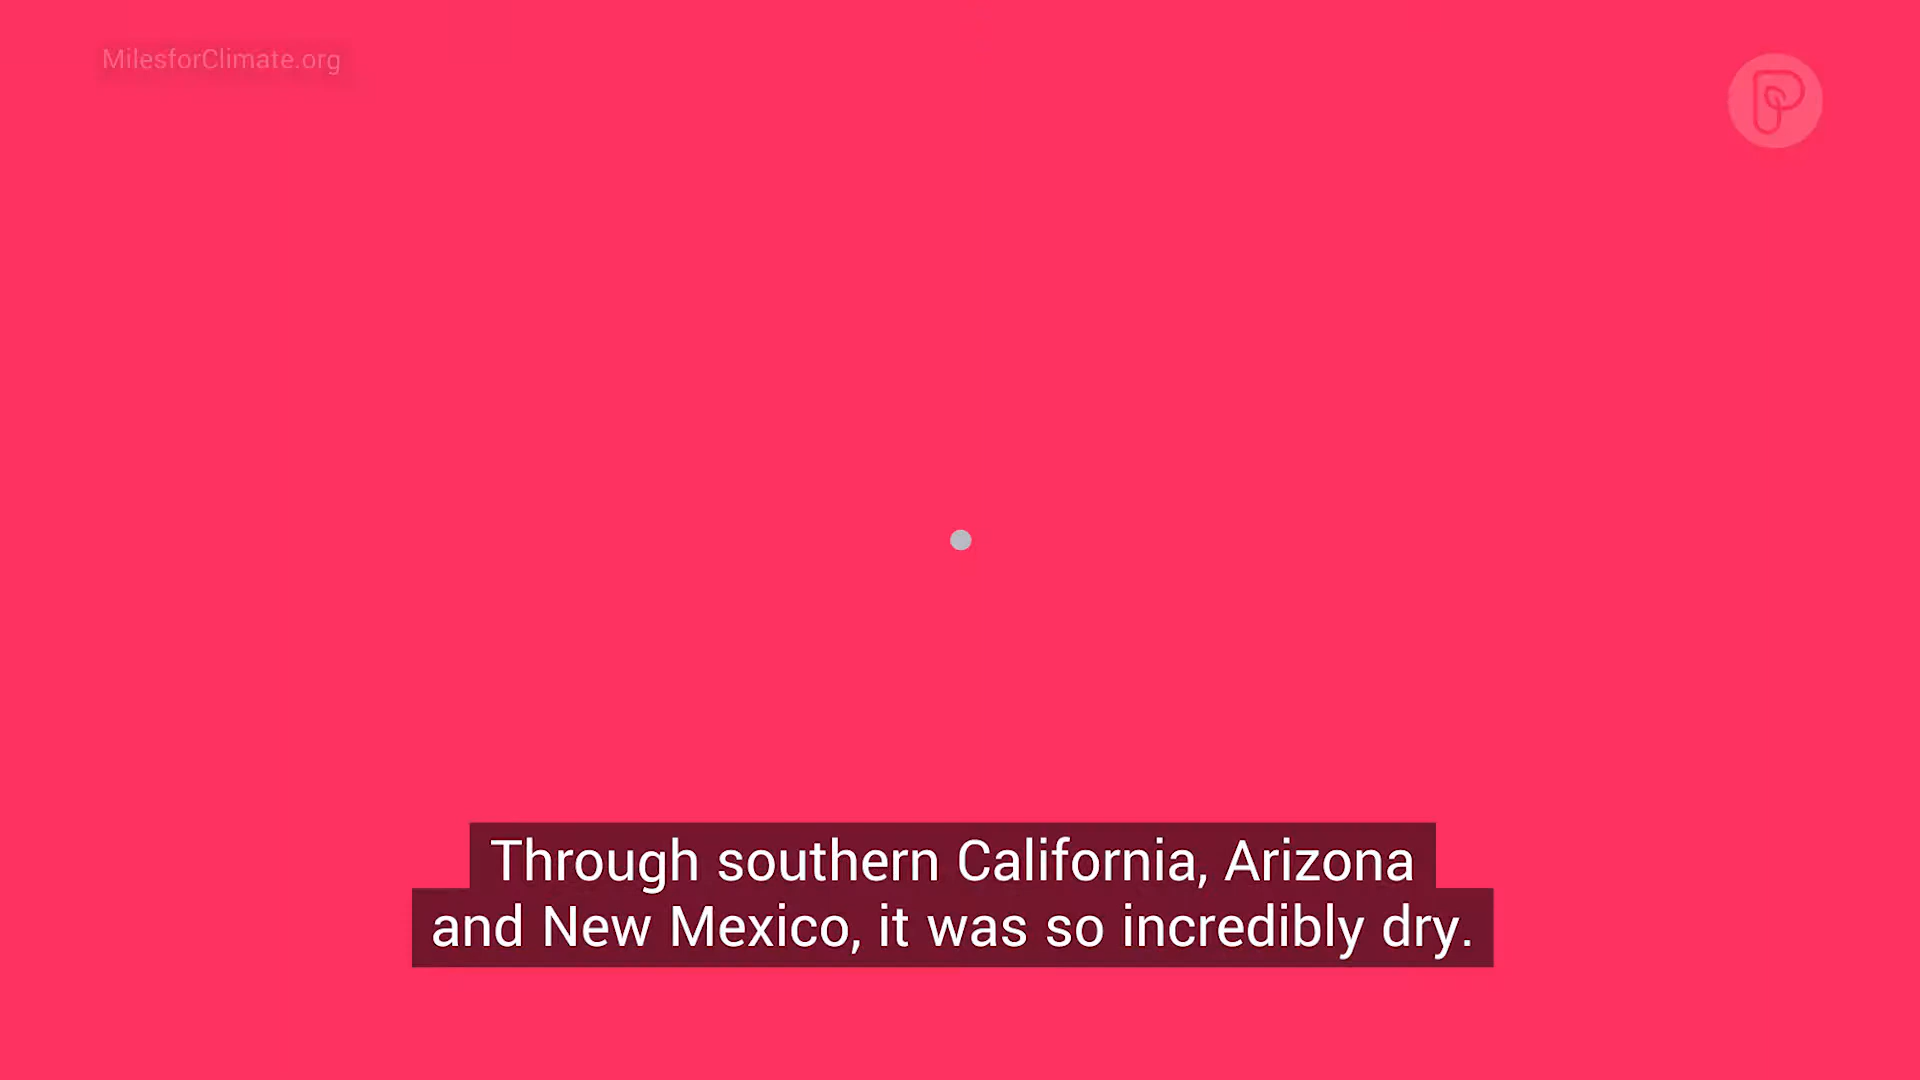 MilesforClimate.org
Through southern California, Arizona
and New Mexico, it was so incredibly dry.